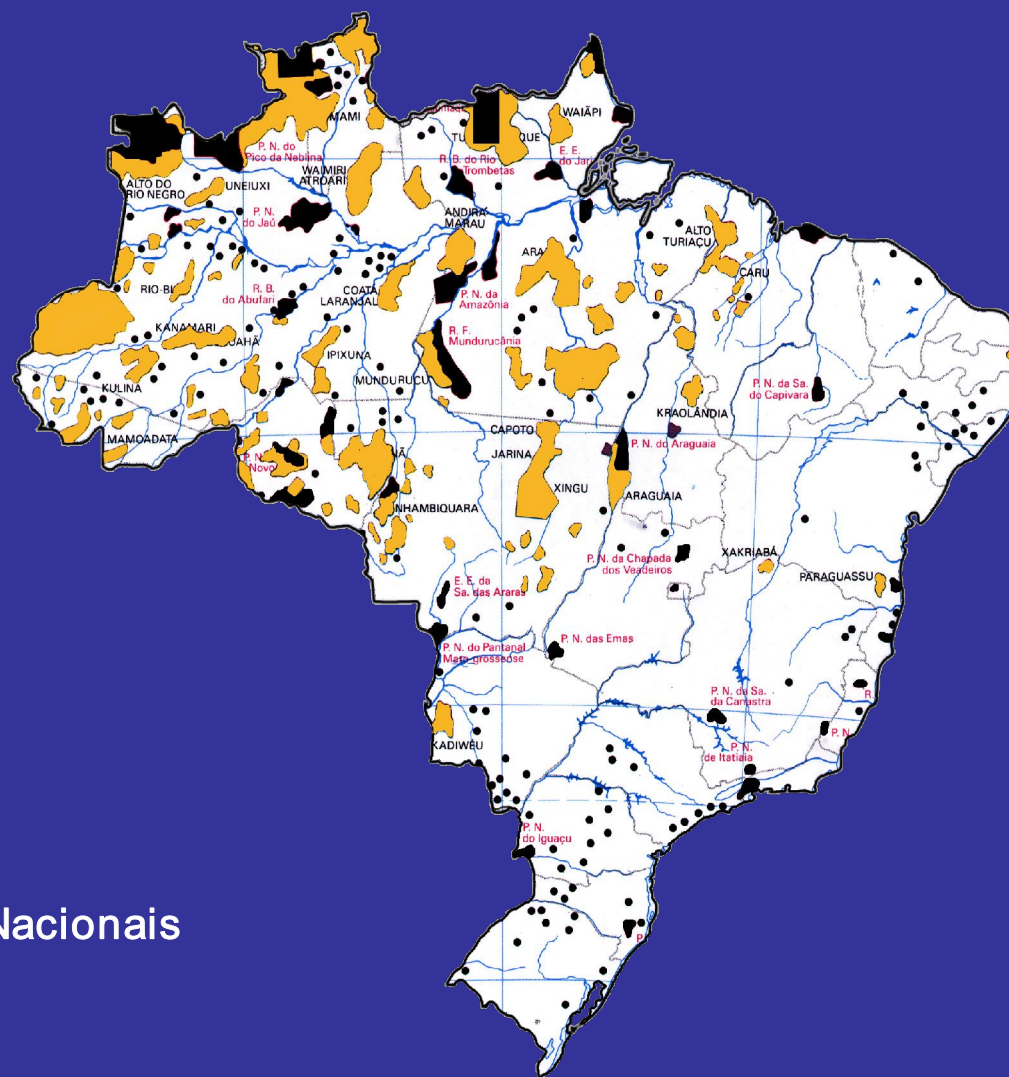 WAIÃPI
P. N. do
Pico da Neblina
WAIMIRI
ATROARI
R. B. do Rio
Trombetas
E. E.
do Jari
ALTO DO
RIO NEGRO
UNEIUXI
P. N.
do Jaú
ANDIRÁ
MARAU
ALTO
TURIAÇU
CARU
R. B.
do Abufari
COATÁ
LARANJAL
P. N. da
Amazônia
KANAMARI
R. F.
Mundurucânia
IPIXUNA
KULINA
MUNDURUCU
P. N. da Sa.
do Capivara
KRAOLÂNDIA
MAMOADATA
CAPOTO
JARINA
P. N. do Araguaia
XINGU
ARAGUAIA
NHAMBIQUARA
P. N. da Chapada
dos Veadeiros
XAKRIABÁ
PARAGUASSU
E. E. da
Sa. das Araras
P. N. do Pantanal
Mato-grossense
P. N. das Emas
P. N. da Sa.
da Canastra
R.
P. N.
KADIWÉU
P. N.
de Itatiaia
P. N.
do Iguaçu
Nacionais
P.